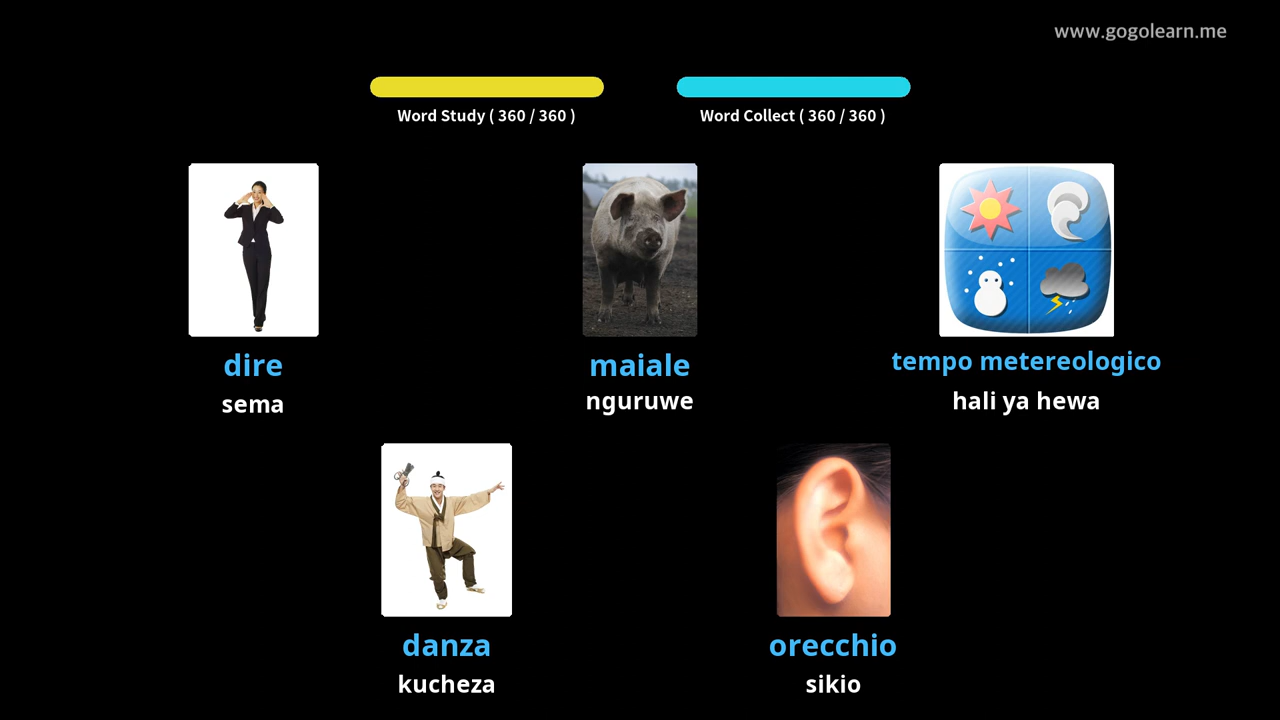 www.gogolearn.me
Word Study ( 360 / 360 )
Word Collect ( 360 / 360 )
dire
sema
maiale
nguruwe
tempo metereologico
hali ya hewa
danza
kucheza
orecchio
sikio